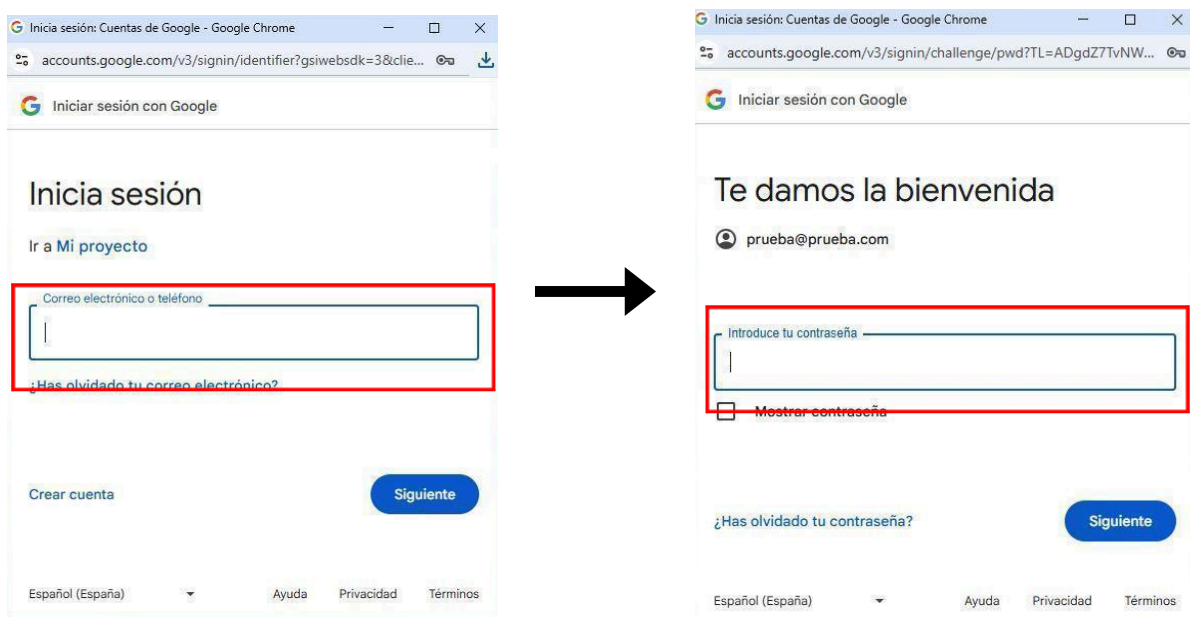 Inicia sesión: Cuentas de Google - Google Chrome
accounts.google.com/v3/signin/identifier?gsiwebsdk=3&clie...
Iniciar sesión con Google
Inicia sesión
Ir a Mi proyecto
Correo electrónico o teléfono
¿Has olvidado tu correo electrónico?
Crear cuenta
Siguiente
Español (España)
Ayuda
Privacidad
Términos
Inicia sesión: Cuentas de Google - Google Chrome
accounts.google.com/v3/signin/challenge/pwd?TL=ADgdZ7TvNW...
Iniciar sesión con Google
Te damos la bienvenida
prueba@prueba.com
Introduce tu contraseña
Mostrar contraseña
¿Has olvidado tu contraseña?
Siguiente
Español (España)
Ayuda
Privacidad
Términos